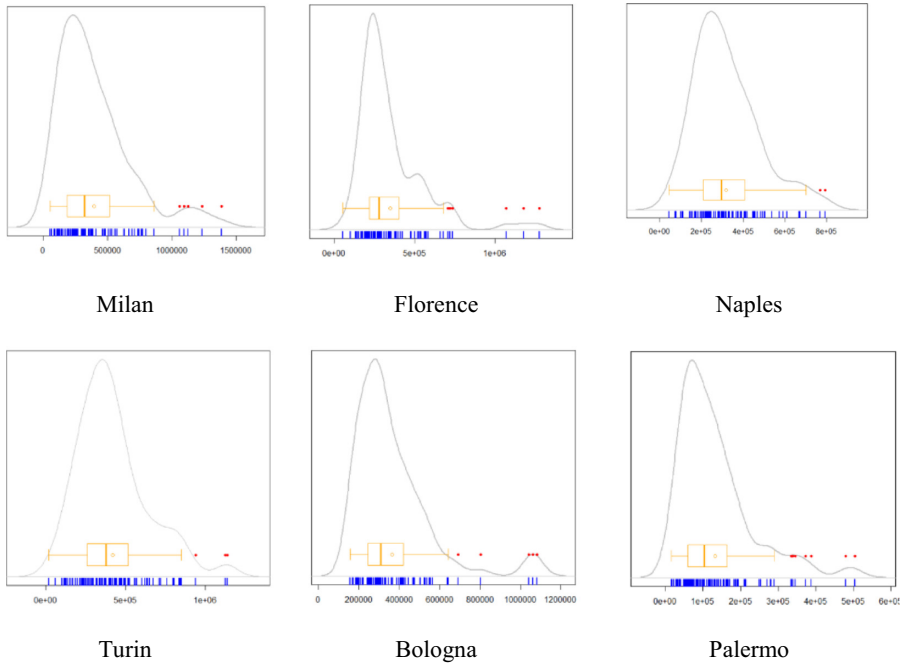 0 500000 1000000 1500000
0e+00 5e+05 1e+06
0e+00 2e+05 4e+05 6e+05 8e+05
Milan Florence Naples
0e+00 5e+05 1e+06
0 200000 400000 600000 800000 1000000 1200000
0e+00 1e+05 2e+05 3e+05 4e+05 5e+05 6e+0
Turin Bologna Palermo